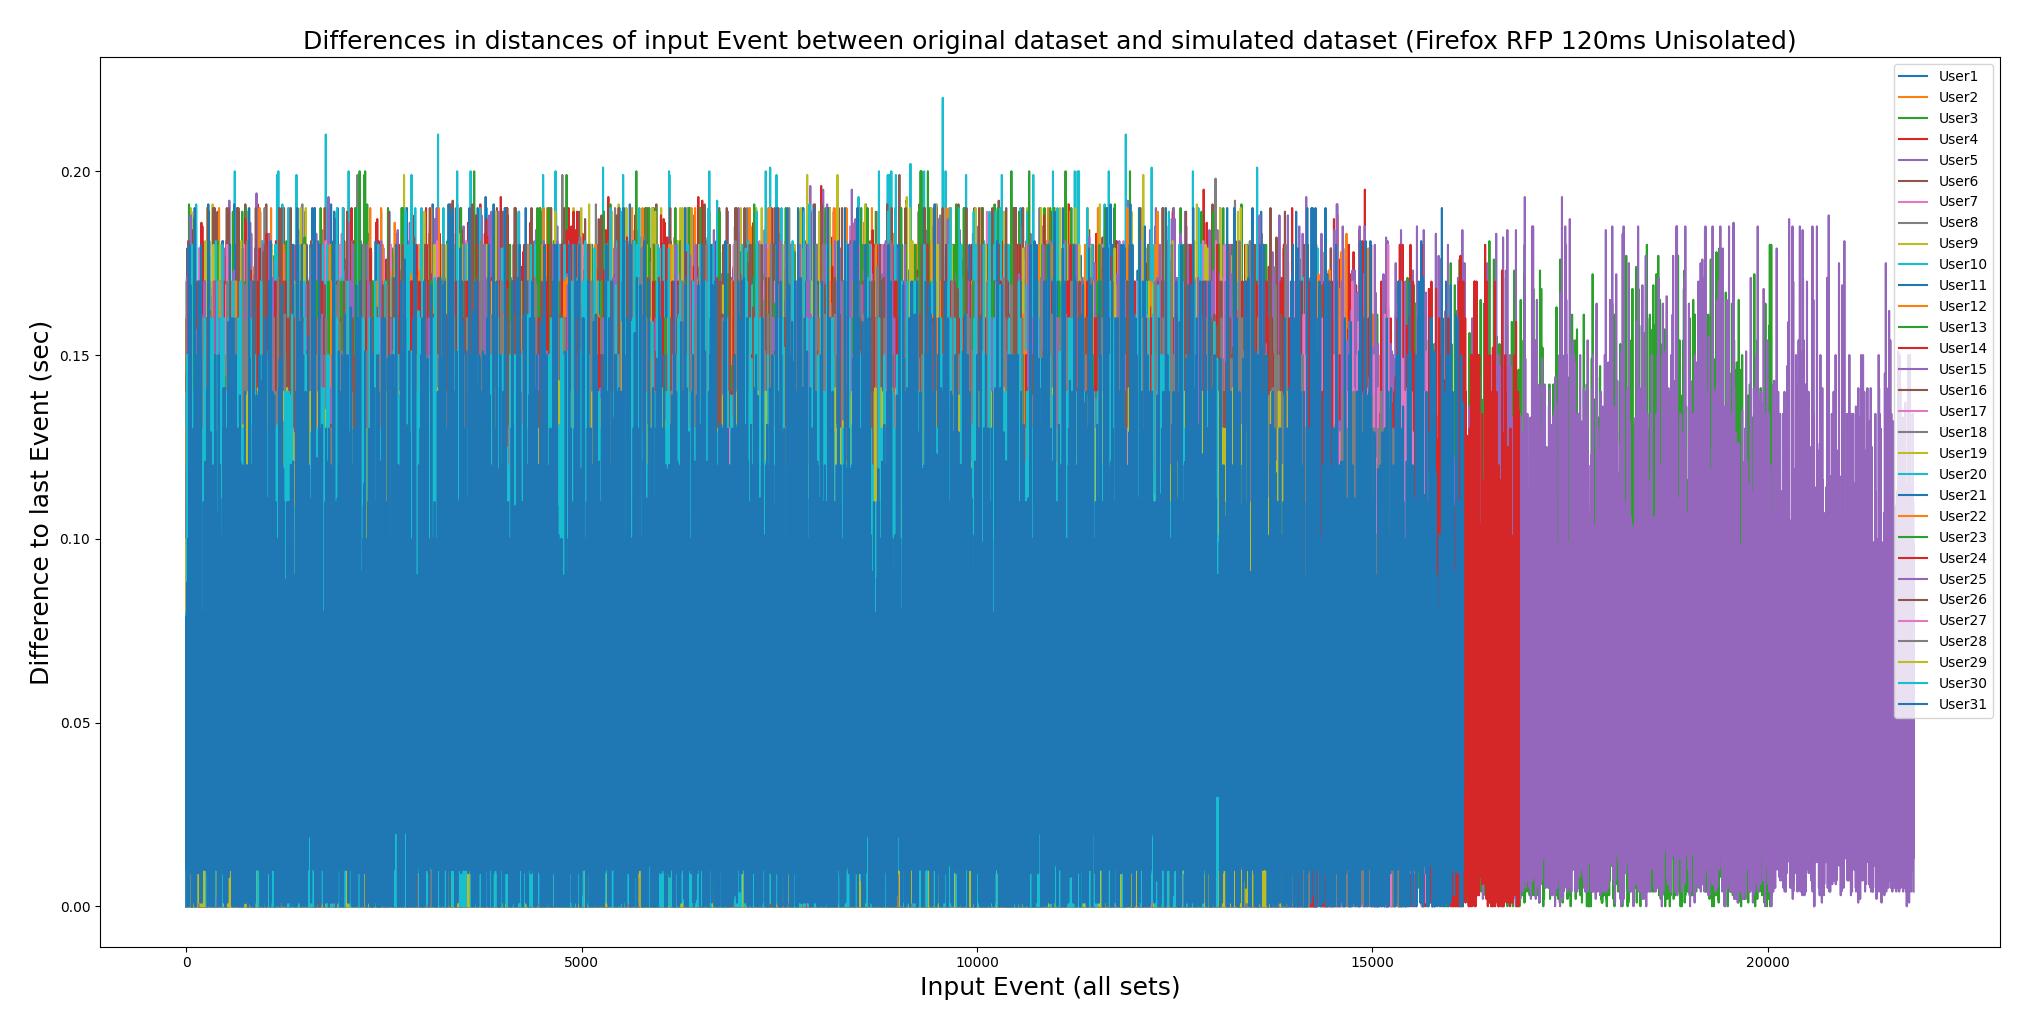 Differences in distances of input Event between original dataset and simulated dataset (Firefox RFP 120ms Unisolated)
User1
User2
User3
User4
User5
User6
User7
User8
User9
User10
User11
User12
User13
User14
User15
User16
User17
User18
User19
User20
User21
User22
User23
User24
User25
User26
User27
User28
User29
User30
User31
Difference to last Event (sec)
0.20
0.15
0.10
0.05
0.00
0
5000
10000
15000
20000
Input Event (all sets)